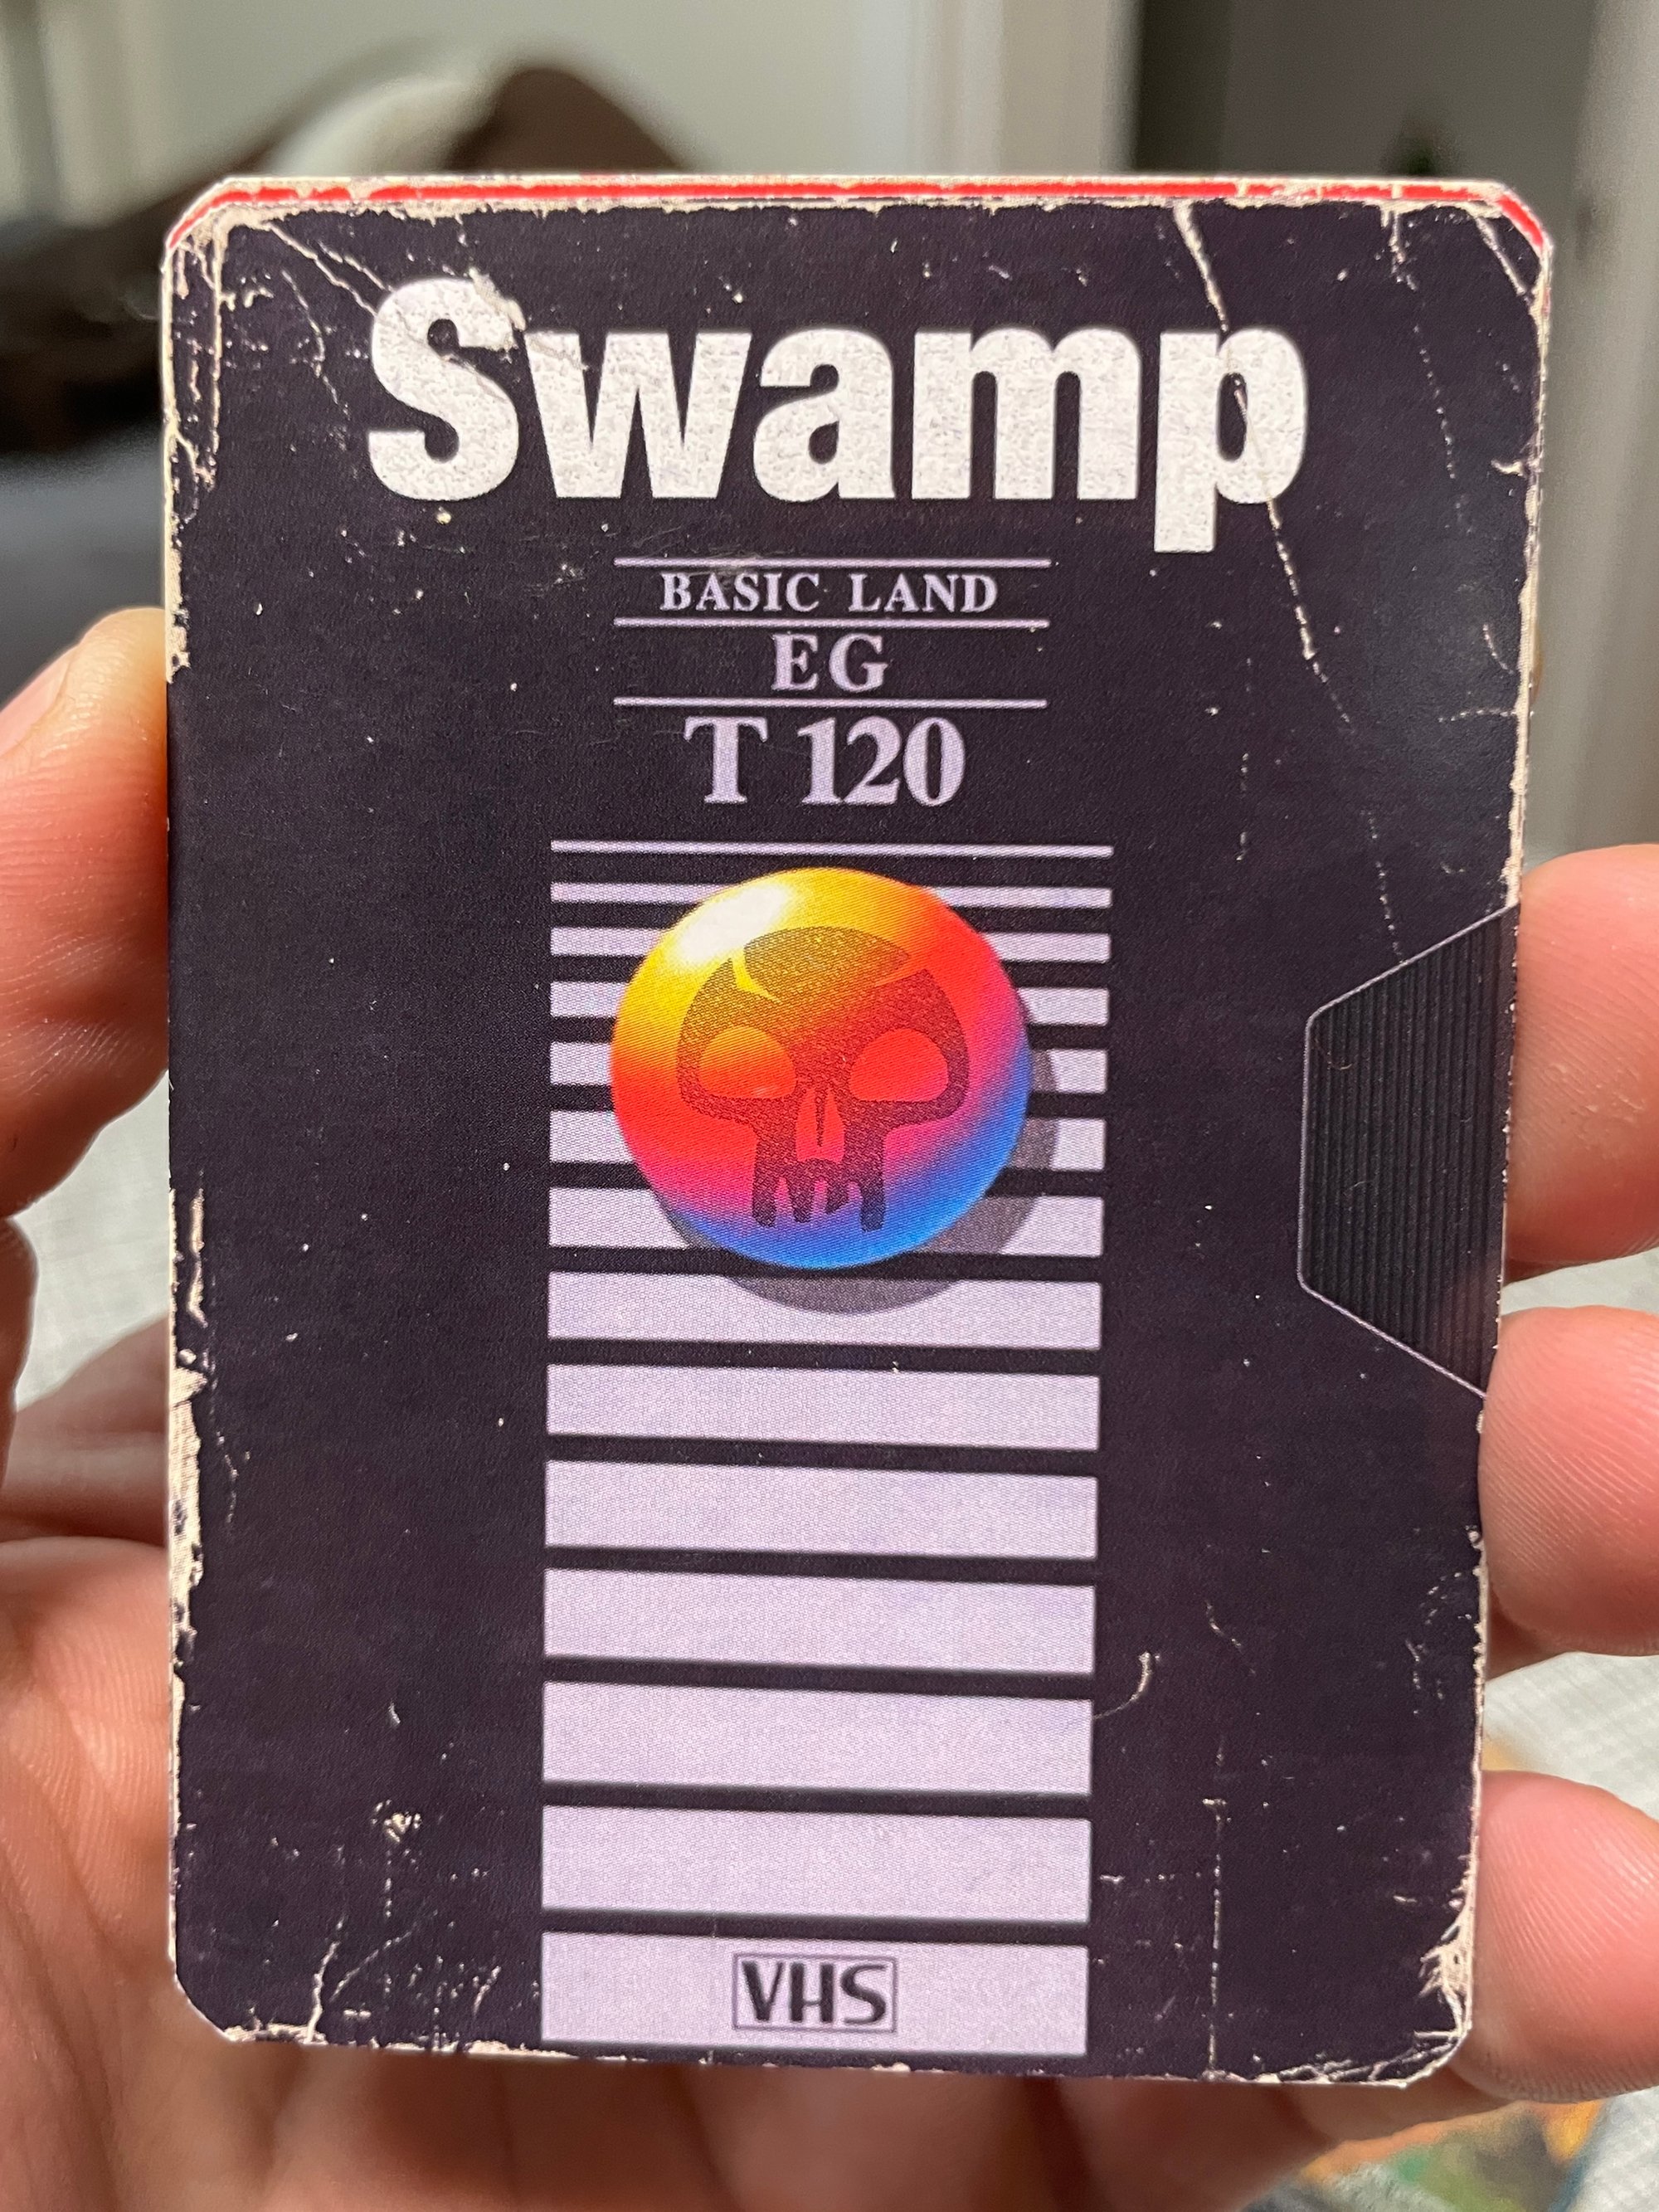 Swamp
BASIC LAND
EG
T 120
VHS